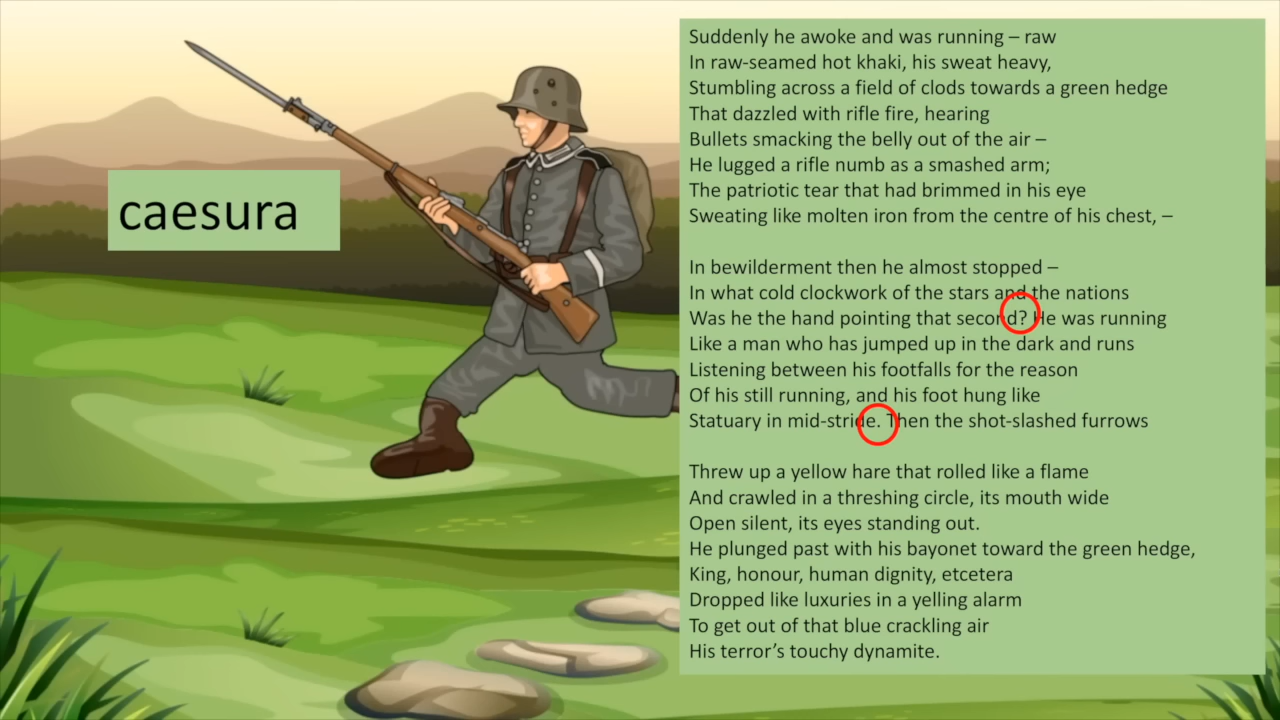 caesura
Suddenly he awoke and was running – raw
In raw-seamed hot khaki, his sweat heavy,
Stumbling across a field of clods towards a green hedge
That dazzled with rifle fire, hearing
Bullets smacking the belly out of the air –
He lugged a rifle numb as a smashed arm;
The patriotic tear that had brimmed in his eye
Sweating like molten iron from the centre of his chest, –
In bewilderment then he almost stopped –
In what cold clockwork of the stars and the nations
Was he the hand pointing that second? He was running
Like a man who has jumped up in the dark and runs
Listening between his footfalls for the reason
Of his still running, and his foot hung like
Statuary in mid-stride. Then the shot-slashed furrows
Threw up a yellow hare that rolled like a flame
And crawled in a threshing circle, its mouth wide
Open silent, its eyes standing out.
He plunged past with his bayonet toward the green hedge,
King, honour, human dignity, etcetera
Dropped like luxuries in a yelling alarm
To get out of that blue crackling air
His terror’s touchy dynamite.